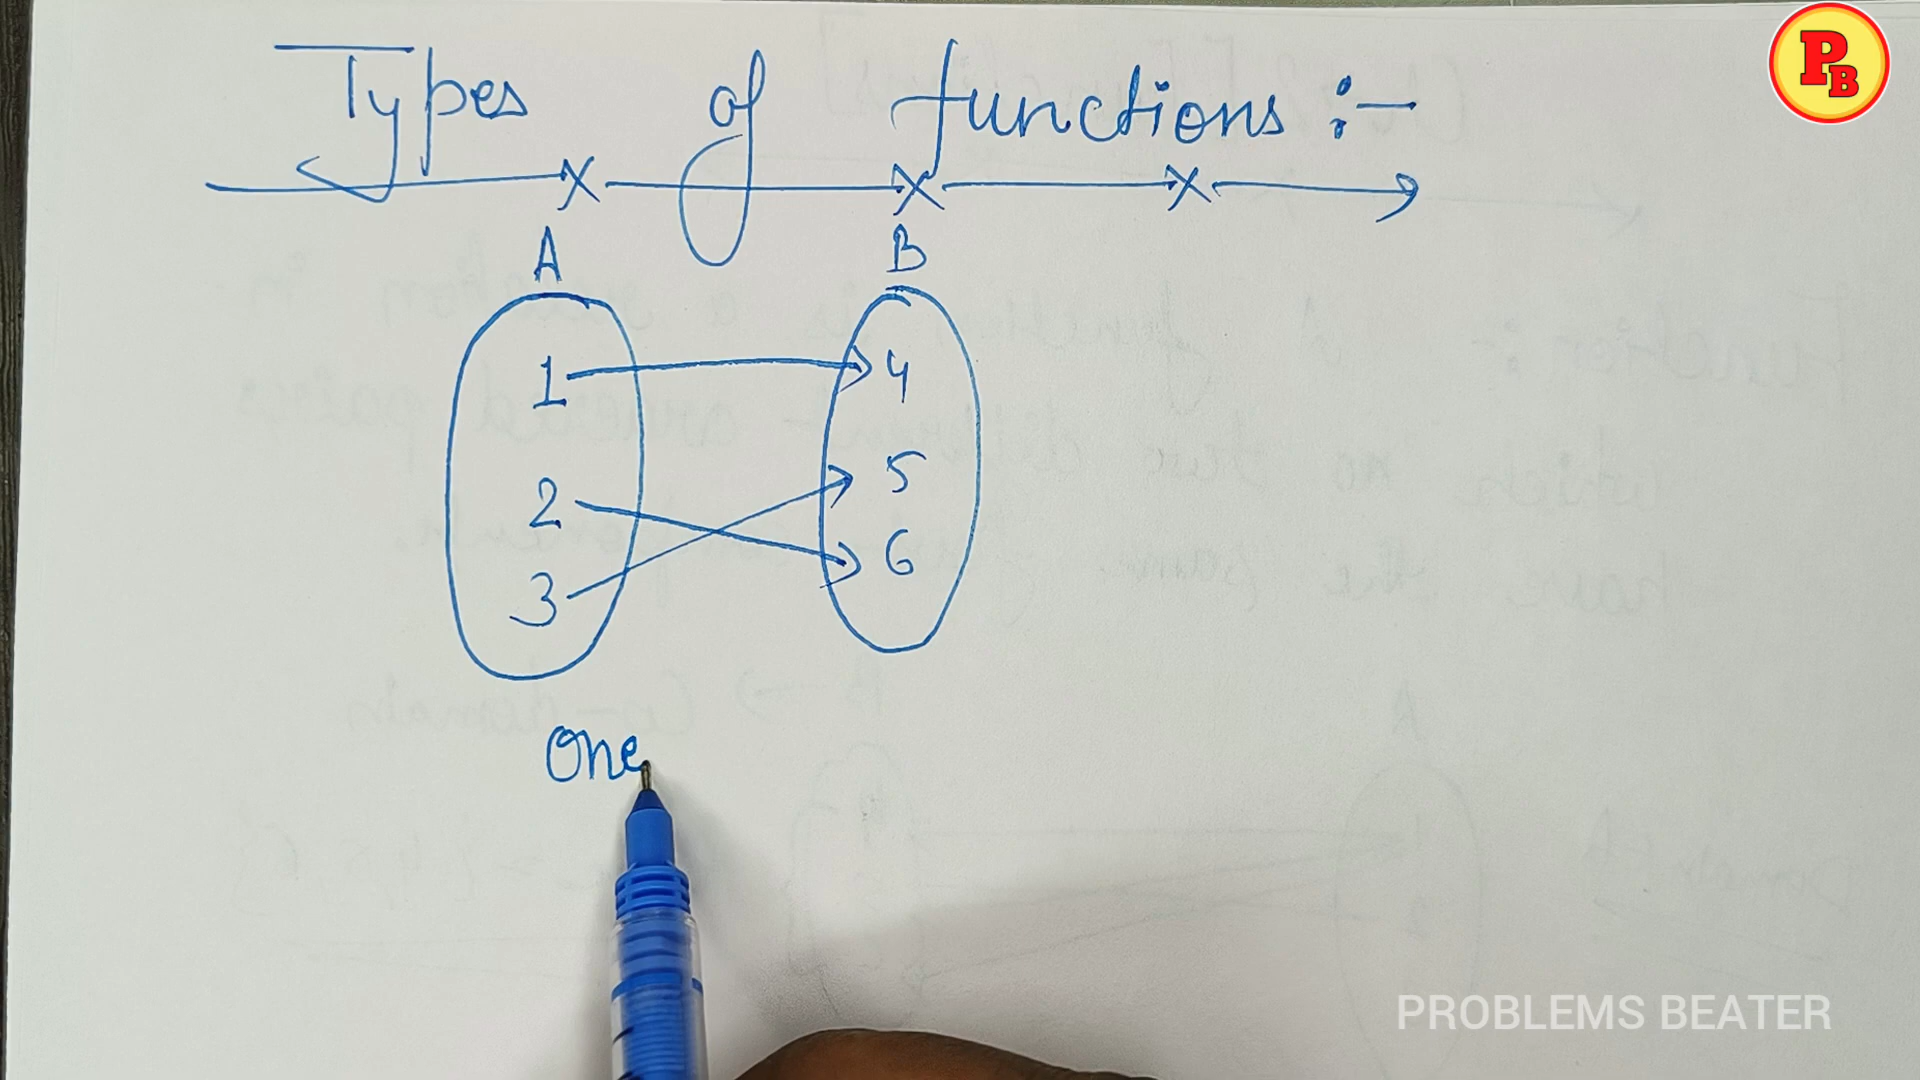 Types of functions :-
A B
1 4
2 5
3 6
One
PB
PROBLEMS BEATER